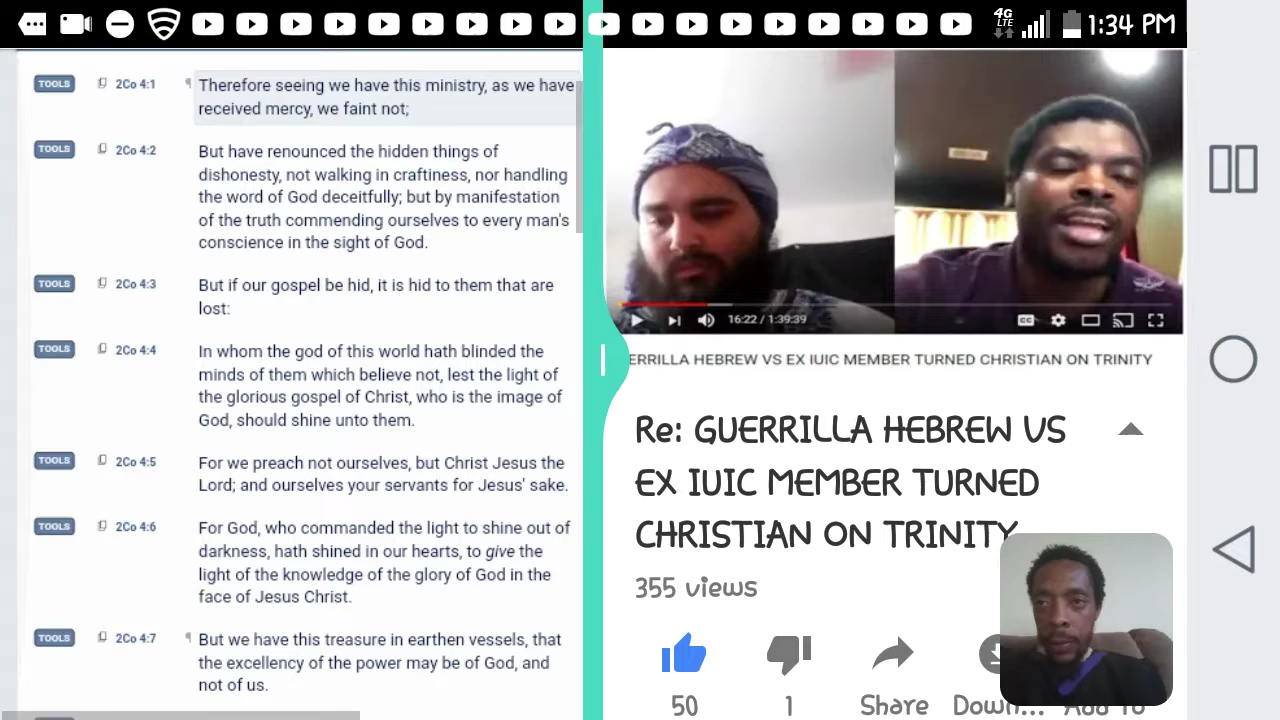 4G
LTE
1:34 PM
TOOLS
2Co 4:1
¶ Therefore seeing we have this ministry, as we have
received mercy, we faint not;
TOOLS
2Co 4:2
But have renounced the hidden things of
dishonesty, not walking in craftiness, nor handling
the word of God deceitfully; but by manifestation
of the truth commending ourselves to every man's
conscience in the sight of God.
TOOLS
2Co 4:3
But if our gospel be hid, it is hid to them that are
lost:
TOOLS
2Co 4:4
In whom the god of this world hath blinded the
minds of them which believe not, lest the light of
the glorious gospel of Christ, who is the image of
God, should shine unto them.
TOOLS
2Co 4:5
For we preach not ourselves, but Christ Jesus the
Lord; and ourselves your servants for Jesus' sake.
TOOLS
2Co 4:6
For God, who commanded the light to shine out of
darkness, hath shined in our hearts, to give the
light of the knowledge of the glory of God in the
face of Jesus Christ.
TOOLS
2Co 4:7
¶ But we have this treasure in earthen vessels, that
the excellency of the power may be of God, and
not of us.
16:22 / 1:39:39
CC
ERRILLA HEBREW VS EX IUIC MEMBER TURNED CHRISTIAN ON TRINITY
Re: GUERRILLA HEBREW VS
EX IUIC MEMBER TURNED
CHRISTIAN ON TRINITY
355 views
50
1
Share
Down...
Add To